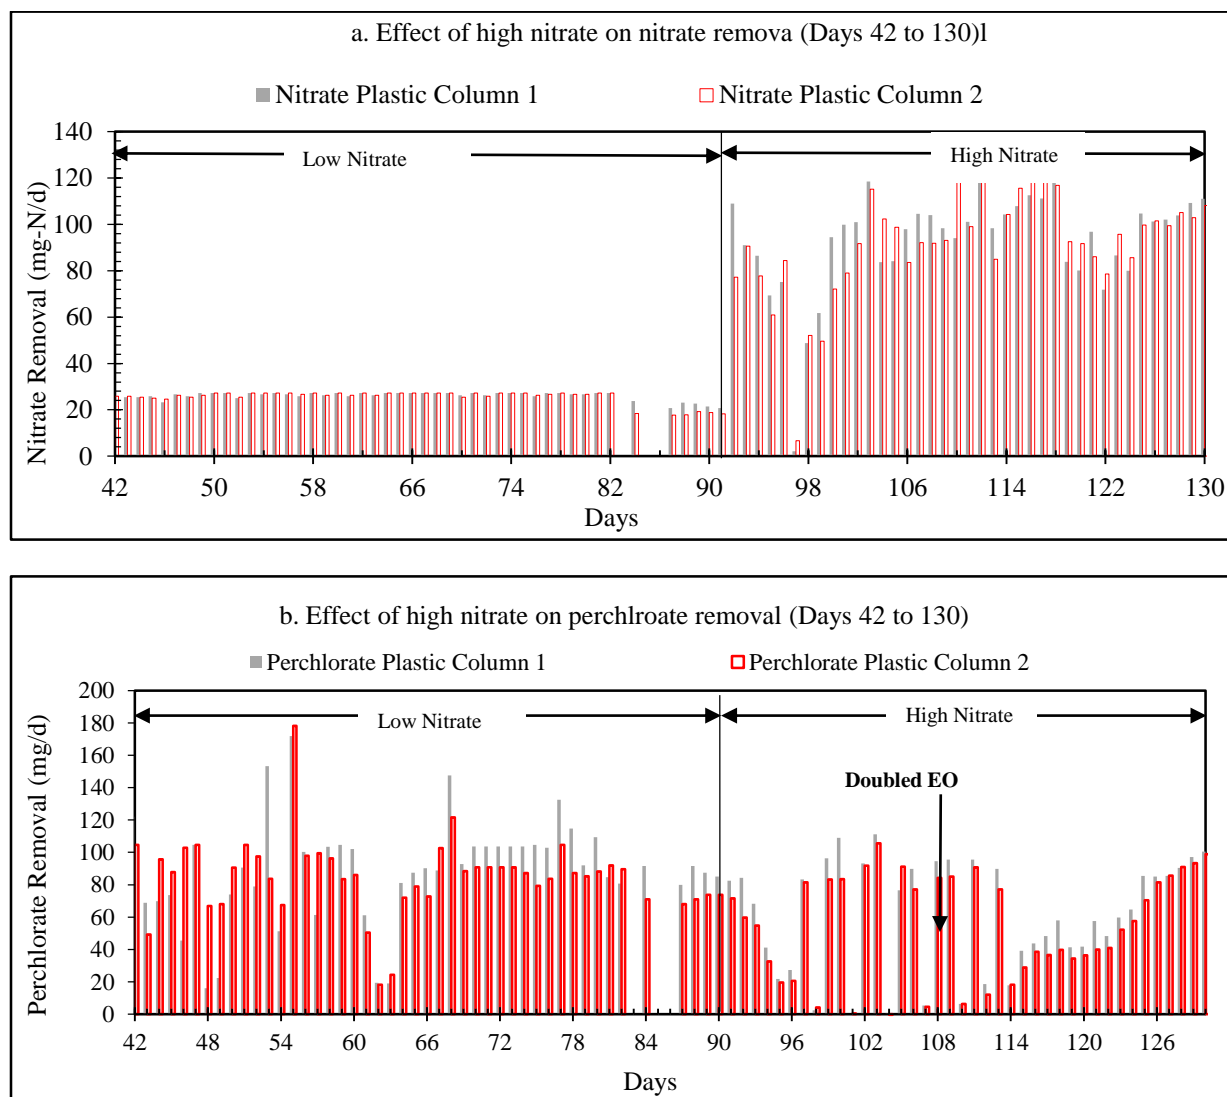 a. Effect of high nitrate on nitrate remova (Days 42 to 130)l
Nitrate Plastic Column 1 Nitrate Plastic Column 2
Nitrate Removal (mg-N/d)
140
120
100
80
60
40
20
0
Low Nitrate High Nitrate
42 50 58 66 74 82 90 98 106 114 122 130
Days
b. Effect of high nitrate on perchlroate removal (Days 42 to 130)
Perchlorate Plastic Column 1 Perchlorate Plastic Column 2
Perchlorate Removal (mg/d)
200
180
160
140
120
100
80
60
40
20
0
Low Nitrate High Nitrate
Doubled EO
42 48 54 60 66 72 78 84 90 96 102 108 114 120 126
Days